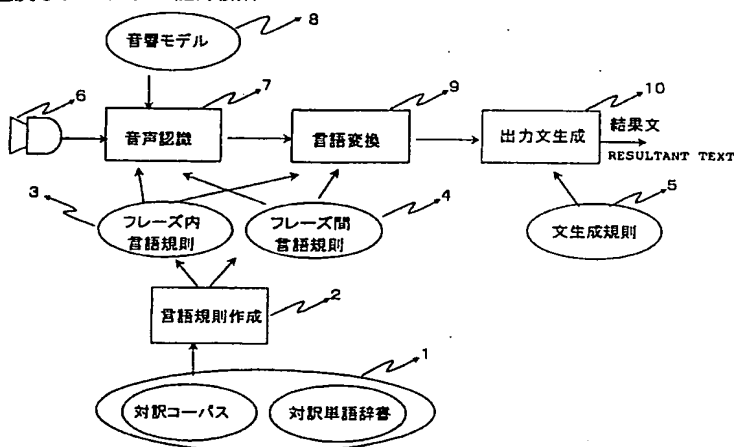 8
音響モデル
6
7
9
10
音声認識
言語変換
出力文生成
結果文
RESULTANT TEXT
3
4
5
フレーズ内
言語規則
フレーズ間
言語規則
文生成規則
2
言語規則作成
1
対訳コーパス
対訳単語辞書